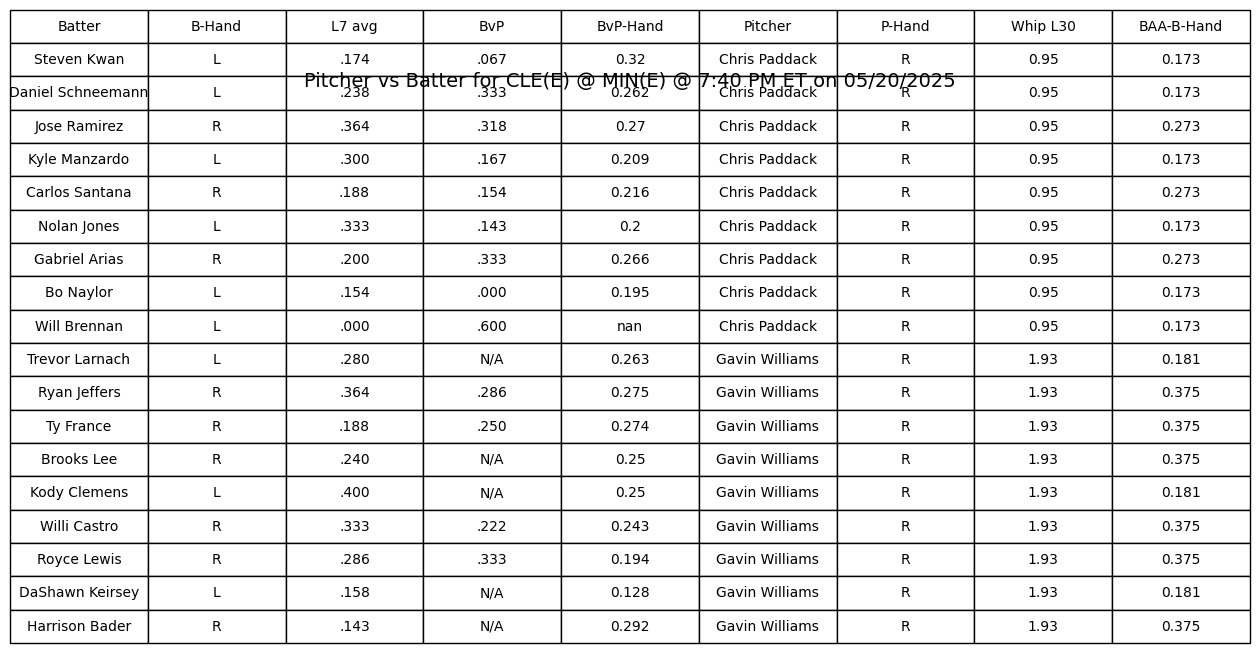 Batter B-Hand L7 avg BvP BvP-Hand Pitcher P-Hand Whip L30 BAA-B-Hand
Steven Kwan L .174 .067 0.32 Chris Paddack R 0.95 0.173
Pitcher vs Batter for CLE(E) @ MIN(E) @ 7:40 PM ET on 05/20/2025
Daniel Schneemann L .238 .333 0.262 Chris Paddack R 0.95 0.173
Jose Ramirez R .364 .318 0.27 Chris Paddack R 0.95 0.273
Kyle Manzardo L .300 .167 0.209 Chris Paddack R 0.95 0.173
Carlos Santana R .188 .154 0.216 Chris Paddack R 0.95 0.273
Nolan Jones L .333 .143 0.2 Chris Paddack R 0.95 0.173
Gabriel Arias R .200 .333 0.266 Chris Paddack R 0.95 0.273
Bo Naylor L .154 .000 0.195 Chris Paddack R 0.95 0.173
Will Brennan L .000 .600 nan Chris Paddack R 0.95 0.173
Trevor Larnach L .280 N/A 0.263 Gavin Williams R 1.93 0.181
Ryan Jeffers R .364 .286 0.275 Gavin Williams R 1.93 0.375
Ty France R .188 .250 0.274 Gavin Williams R 1.93 0.375
Brooks Lee R .240 N/A 0.25 Gavin Williams R 1.93 0.375
Kody Clemens L .400 N/A 0.25 Gavin Williams R 1.93 0.181
Willi Castro R .333 .222 0.243 Gavin Williams R 1.93 0.375
Royce Lewis R .286 .333 0.194 Gavin Williams R 1.93 0.375
DaShawn Keirsey L .158 N/A 0.128 Gavin Williams R 1.93 0.181
Harrison Bader R .143 N/A 0.292 Gavin Williams R 1.93 0.375